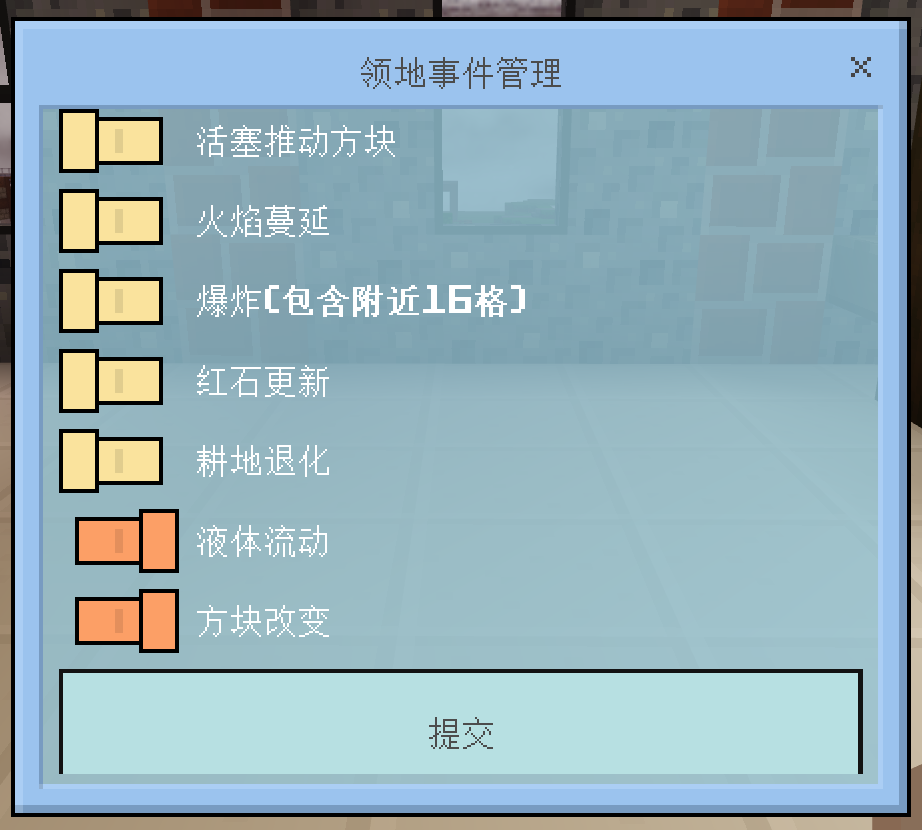 领地事件管理
活塞推动方块
火焰蔓延
爆炸(包含附近16格)
红石更新
耕地退化
液体流动
方块改变
提交